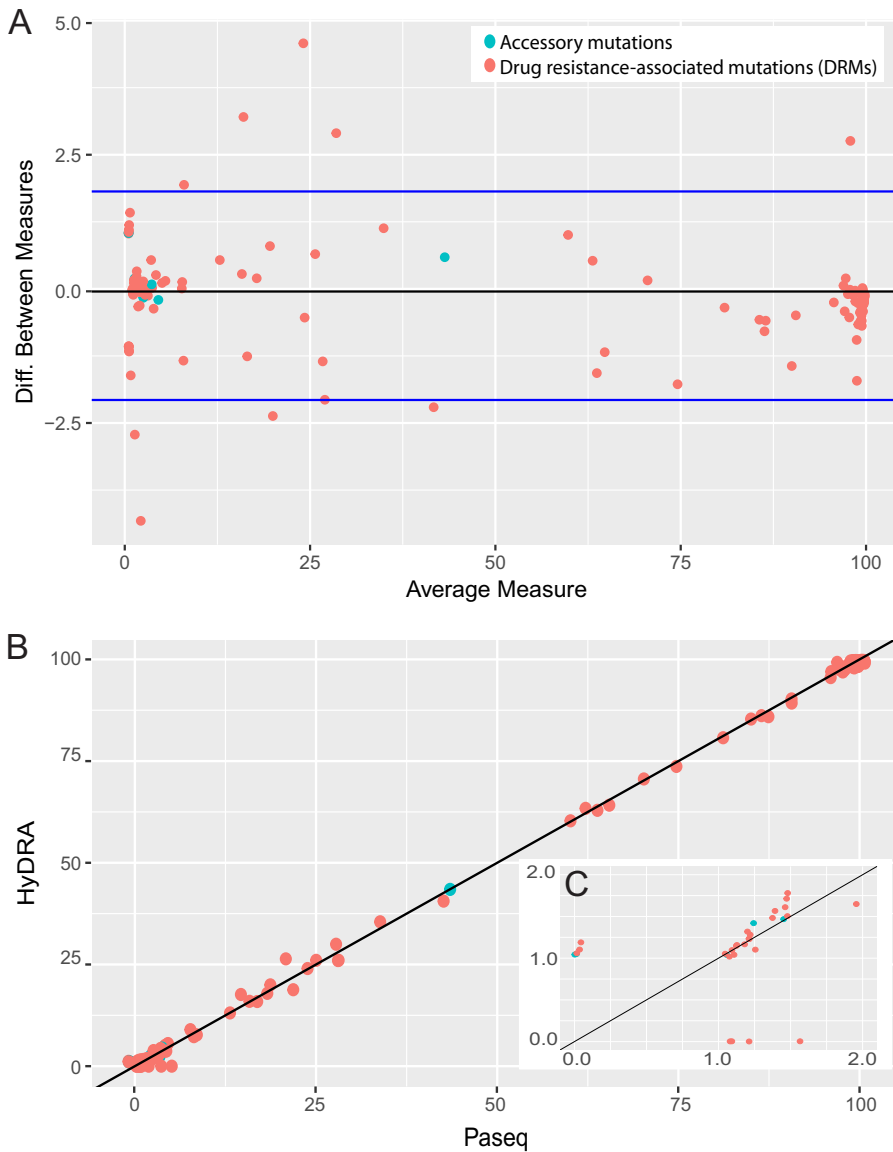 A
5.0
Accessory mutations
Drug resistance-associated mutations (DRMs)
2.5
0.0
−2.5
Diff. Between Measures
0 25 50 75 100
Average Measure
B
100
75
50
25
0
HyDRA
C
2.0
1.0
0.0
0.0 1.0 2.0
0 25 50 75 100
Paseq